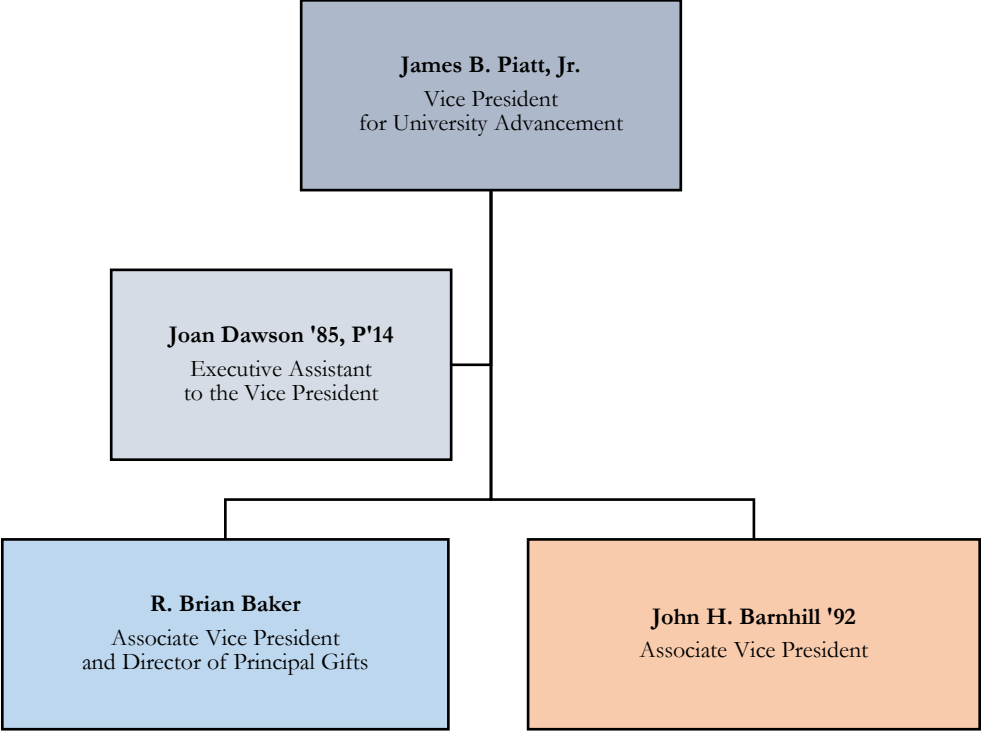 James B. Piatt, Jr.
Vice President
for University Advancement
Joan Dawson '85, P'14
Executive Assistant
to the Vice President
R. Brian Baker
Associate Vice President
and Director of Principal Gifts
John H. Barnhill '92
Associate Vice President